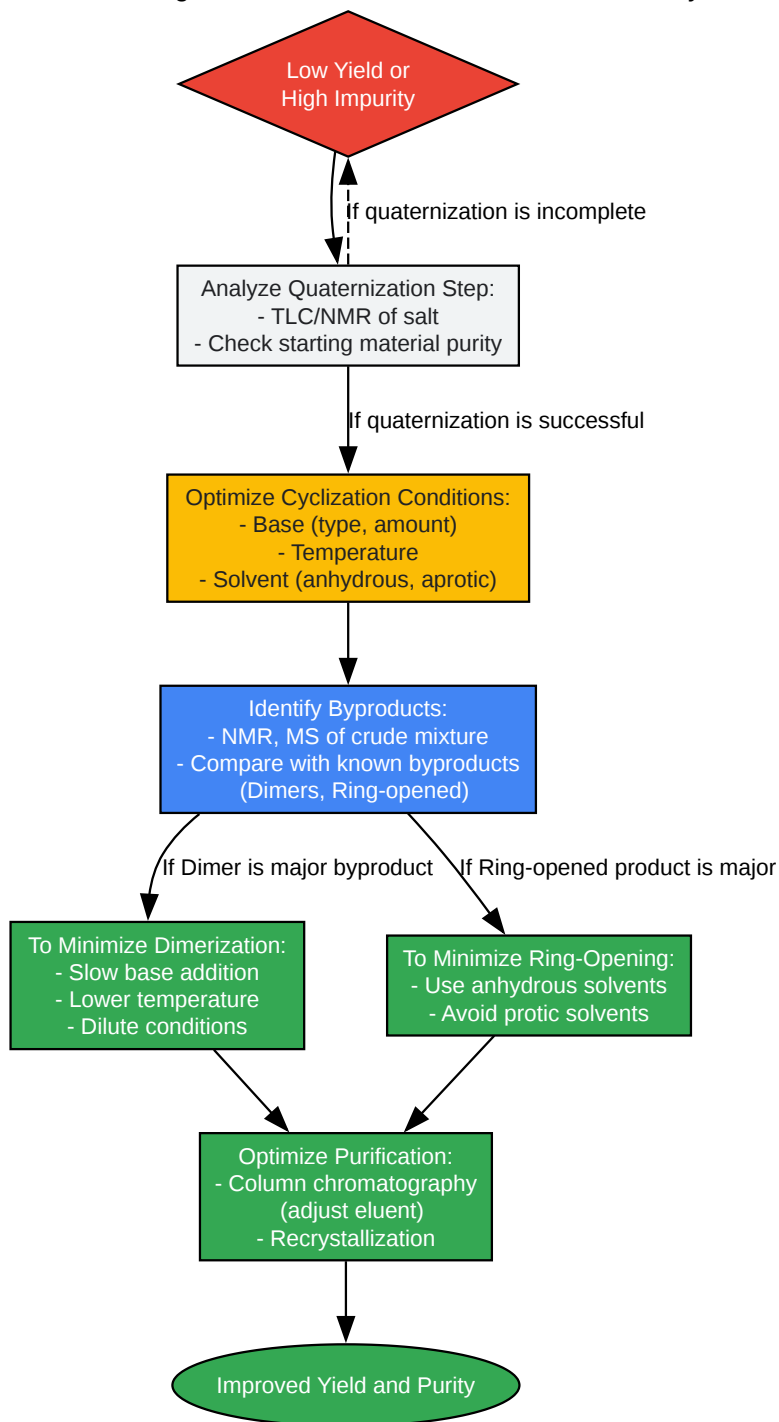 Low Yield or
High Impurity
If quaternization is incomplete
Analyze Quaternization Step:
- TLC/NMR of salt
- Check starting material purity
If quaternization is successful
Optimize Cyclization Conditions:
- Base (type, amount)
- Temperature
- Solvent (anhydrous, aprotic)
Identify Byproducts:
- NMR, MS of crude mixture
- Compare with known byproducts
(Dimers, Ring-opened)
If Dimer is major byproduct
If Ring-opened product is major
To Minimize Dimerization:
- Slow base addition
- Lower temperature
- Dilute conditions
To Minimize Ring-Opening:
- Use anhydrous solvents
- Avoid protic solvents
Optimize Purification:
- Column chromatography
(adjust eluent)
- Recrystallization
Improved Yield and Purity